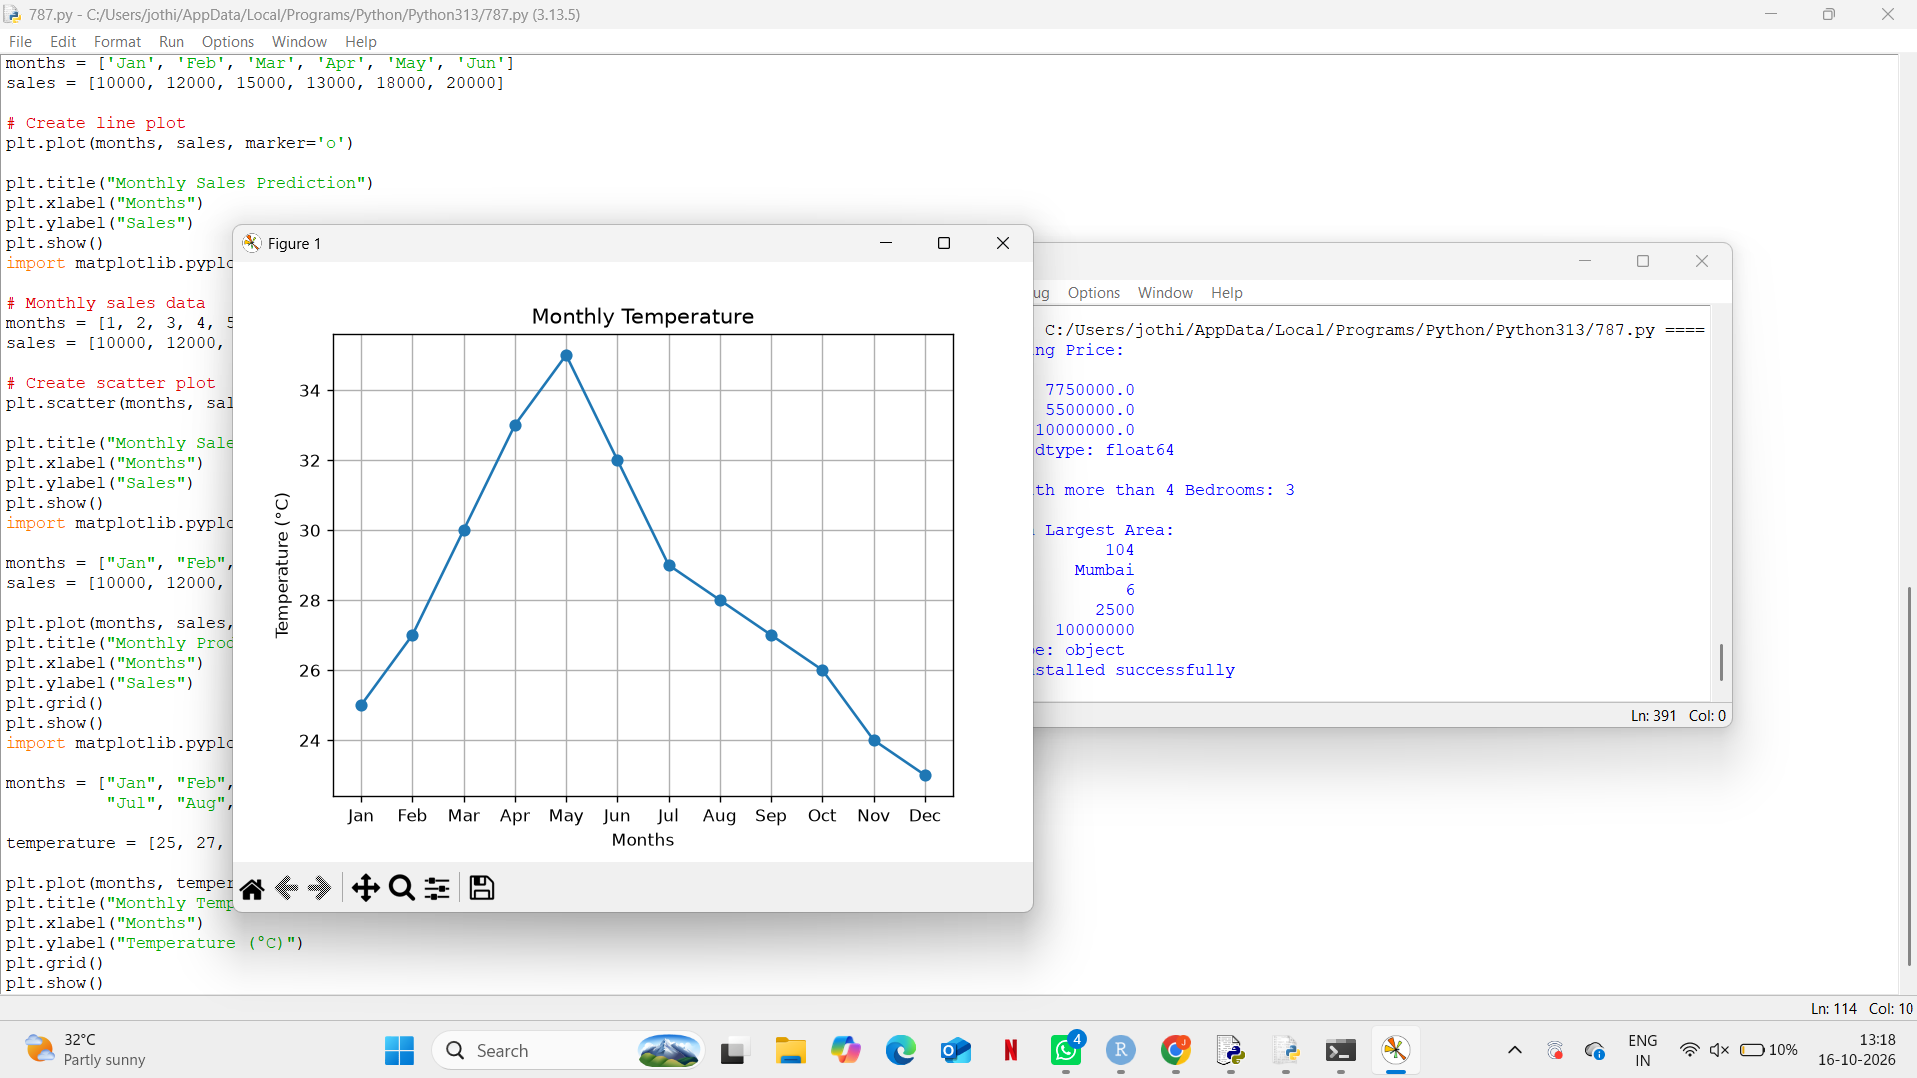 787.py - C:/Users/jothi/AppData/Local/Programs/Python/Python313/787.py (3.13.5)
File Edit Format Run Options Window Help
months = ['Jan', 'Feb', 'Mar', 'Apr', 'May', 'Jun']
sales = [10000, 12000, 15000, 13000, 18000, 20000]
# Create line plot
plt.plot(months, sales, marker='o')
plt.title("Monthly Sales Prediction")
plt.xlabel("Months")
plt.ylabel("Sales")
plt.show()
import matplotlib.pyplo
# Monthly sales data
months = [1, 2, 3, 4, 5
sales = [10000, 12000,
# Create scatter plot
plt.scatter(months, sal
plt.title("Monthly Sale
plt.xlabel("Months")
plt.ylabel("Sales")
plt.show()
import matplotlib.pyplo
months = ["Jan", "Feb",
sales = [10000, 12000,
plt.plot(months, sales,
plt.title("Monthly Prod
plt.xlabel("Months")
plt.ylabel("Sales")
plt.grid()
plt.show()
import matplotlib.pyplo
months = ["Jan", "Feb",
"Jul", "Aug",
temperature = [25, 27,
plt.plot(months, temper
plt.title("Monthly Temp
plt.xlabel("Months")
plt.ylabel("Temperature (°C)")
plt.grid()
plt.show()
Figure 1
Monthly Temperature
Temperature (°C)
34
32
30
28
26
24
Jan Feb Mar Apr May Jun Jul Aug Sep Oct Nov Dec
Months
ug Options Window Help
C:/Users/jothi/AppData/Local/Programs/Python/Python313/787.py ====
ng Price:
7750000.0
5500000.0
10000000.0
dtype: float64
th more than 4 Bedrooms: 3
Largest Area:
104
Mumbai
6
2500
10000000
e: object
stalled successfully
Ln: 391 Col: 0
Ln: 114 Col: 10
32°C
Partly sunny
Search
N
4
R
ENG
IN
10%
13:18
16-10-2026